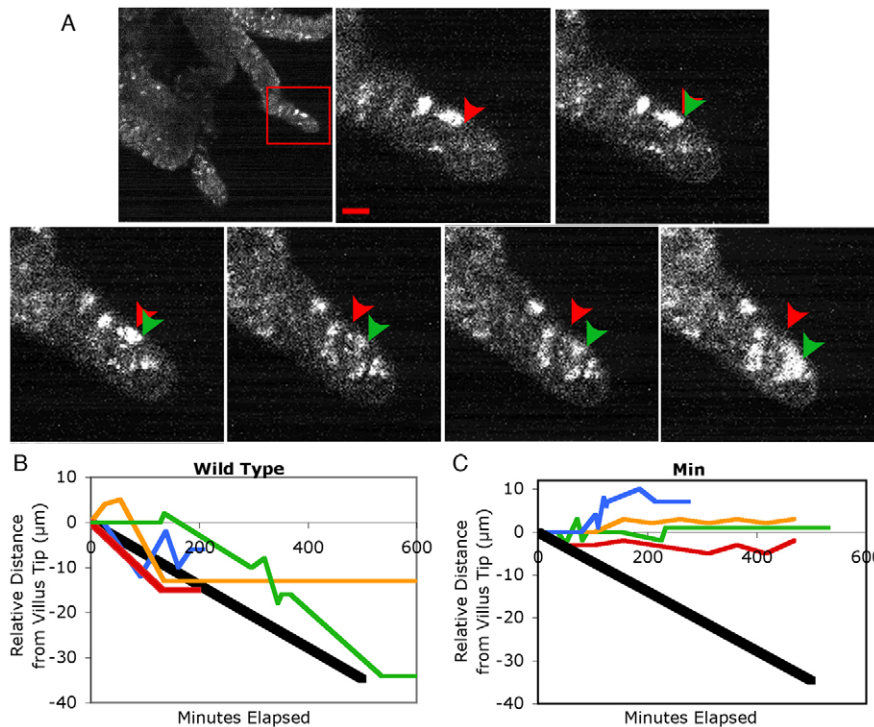 A
B
Wild Type
10
0
-10
-20
-30
-40
0
200
400
600
Relative Distance
from Villus Tip (µm)
Minutes Elapsed
C
Min
10
0
-10
-20
-30
-40
0
200
400
600
Relative Distance
from Villus Tip (µm)
Minutes Elapsed